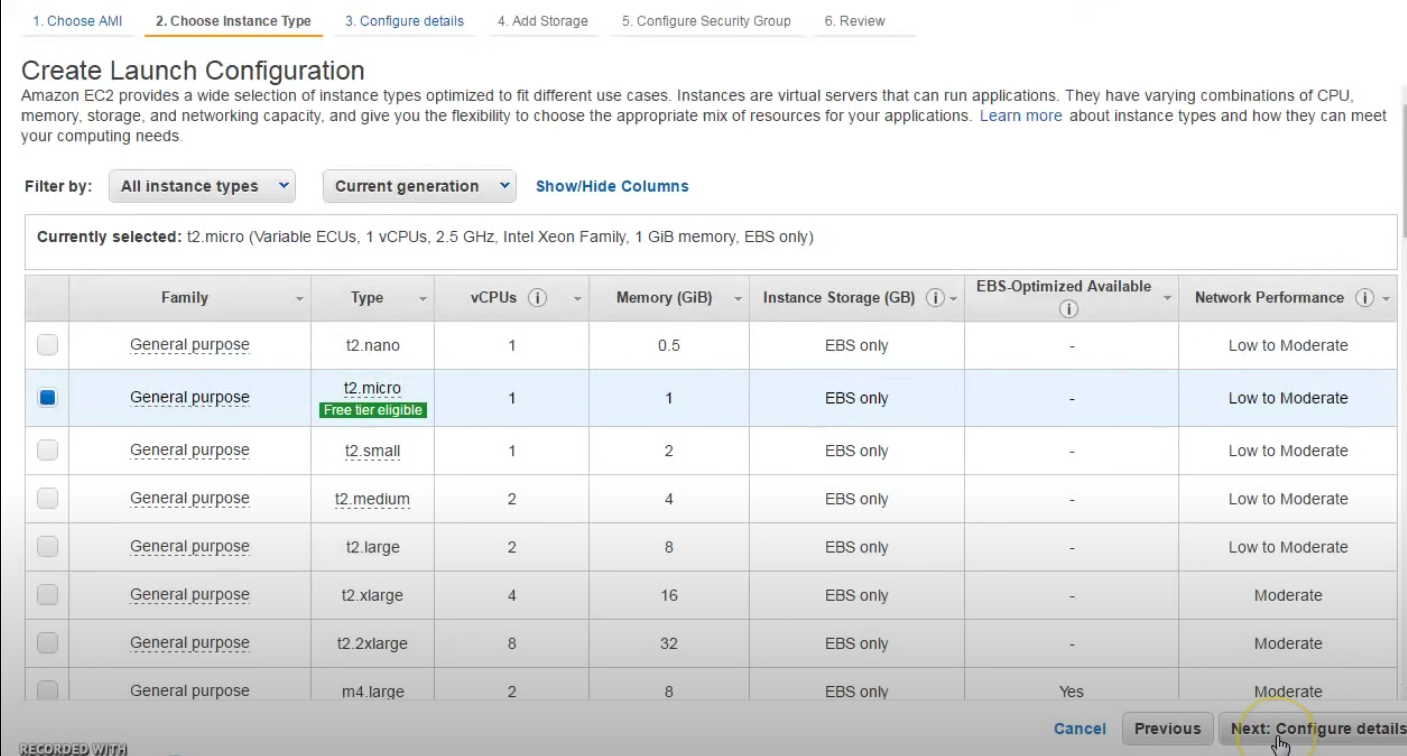 1. Choose AMI 2. Choose Instance Type 3. Configure details 4. Add Storage 5. Configure Security Group 6. Review
Create Launch Configuration
Amazon EC2 provides a wide selection of instance types optimized to fit different use cases. Instances are virtual servers that can run applications. They have varying combinations of CPU,
memory, storage, and networking capacity, and give you the flexibility to choose the appropriate mix of resources for your applications. Learn more about instance types and how they can meet
your computing needs.
Filter by: All instance types Current generation Show/Hide Columns
Currently selected: t2.micro (Variable ECUs, 1 vCPUs, 2.5 GHz, Intel Xeon Family, 1 GiB memory, EBS only)
Family Type vCPUs i Memory (GiB) Instance Storage (GB) i EBS-Optimized Available i Network Performance i
General purpose t2.nano 1 0.5 EBS only - Low to Moderate
General purpose t2.micro Free tier eligible 1 1 EBS only - Low to Moderate
General purpose t2.small 1 2 EBS only - Low to Moderate
General purpose t2.medium 2 4 EBS only - Low to Moderate
General purpose t2.large 2 8 EBS only - Low to Moderate
General purpose t2.xlarge 4 16 EBS only - Moderate
General purpose t2.2xlarge 8 32 EBS only - Moderate
General purpose m4.large 2 8 EBS only Yes Moderate
Cancel Previous Next: Configure details
RECORDED WITH